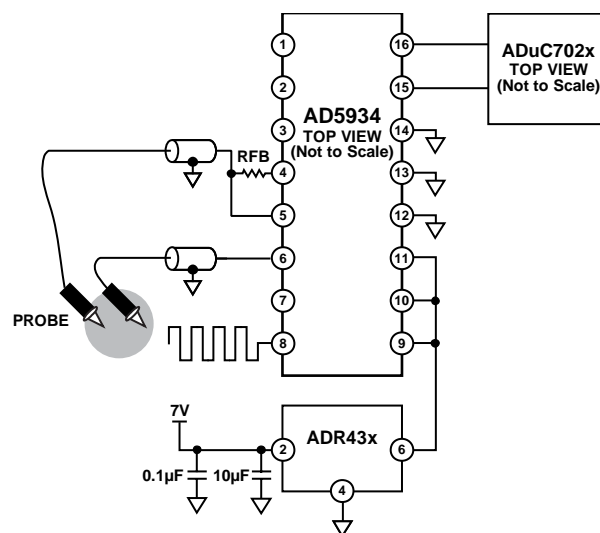 1
2
3
4
5
6
7
8
16
15
14
13
12
11
10
9
AD5934
TOP VIEW
(Not to Scale)
ADuC702x
TOP VIEW
(Not to Scale)
RFB
PROBE
7V
0.1µF
10µF
2
ADR43x
6
4